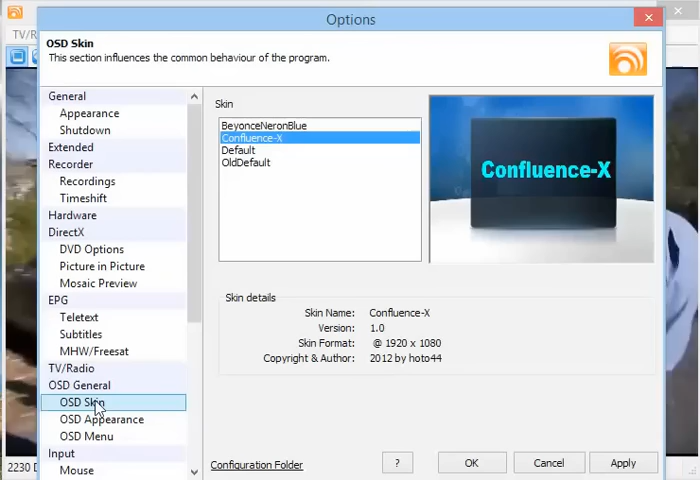 Options
OSD Skin
This section influences the common behaviour of the program.
TV/R
General
Appearance
Shutdown
Extended
Recorder
Recordings
Timeshift
Hardware
DirectX
DVD Options
Picture in Picture
Mosaic Preview
EPG
Teletext
Subtitles
MHW/Freesat
TV/Radio
OSD General
OSD Skin
OSD Appearance
OSD Menu
Input
Mouse
Skin
BeyonceNeronBlue
Confluence-X
Default
OldDefault
Confluence-X
Skin details
Skin Name: Confluence-X
Version: 1.0
Skin Format: @ 1920 x 1080
Copyright & Author: 2012 by hoto44
Configuration Folder
?
OK
Cancel
Apply
2230 D